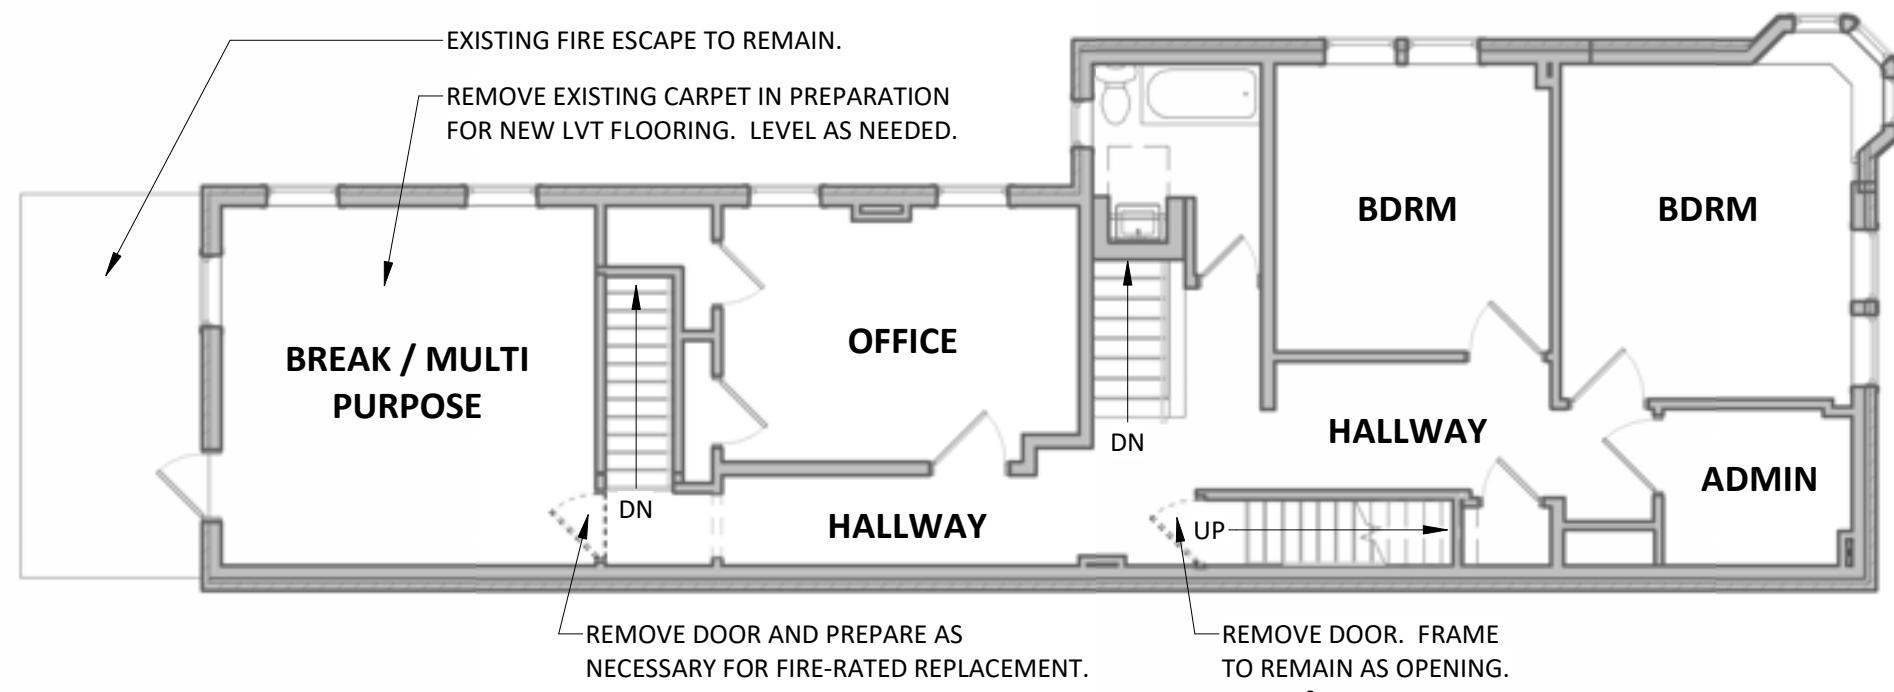 EXISTING FIRE ESCAPE TO REMAIN.
REMOVE EXISTING CARPET IN PREPARATION
FOR NEW LVT FLOORING. LEVEL AS NEEDED.
BDRM
BDRM
BREAK / MULTI
PURPOSE
OFFICE
HALLWAY
DN
ADMIN
DN
HALLWAY
UP
REMOVE DOOR AND PREPARE AS
NECESSARY FOR FIRE-RATED REPLACEMENT.
REMOVE DOOR. FRAME
TO REMAIN AS OPENING.